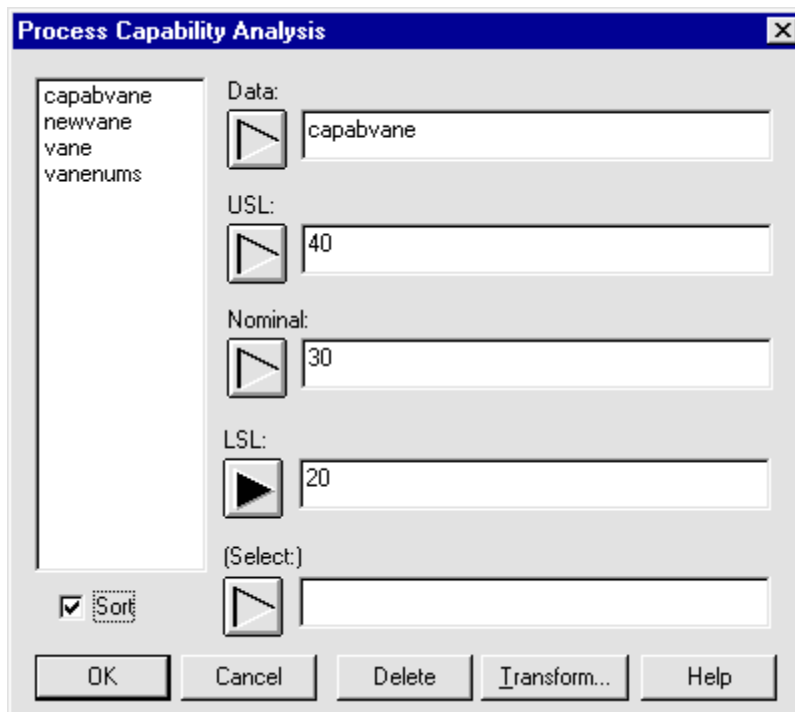 Process Capability Analysis
capabvane
newvane
vane
vanenums
Sort
Data:
capabvane
USL:
40
Nominal:
30
LSL:
20
(Select:)
OK
Cancel
Delete
Transform...
Help